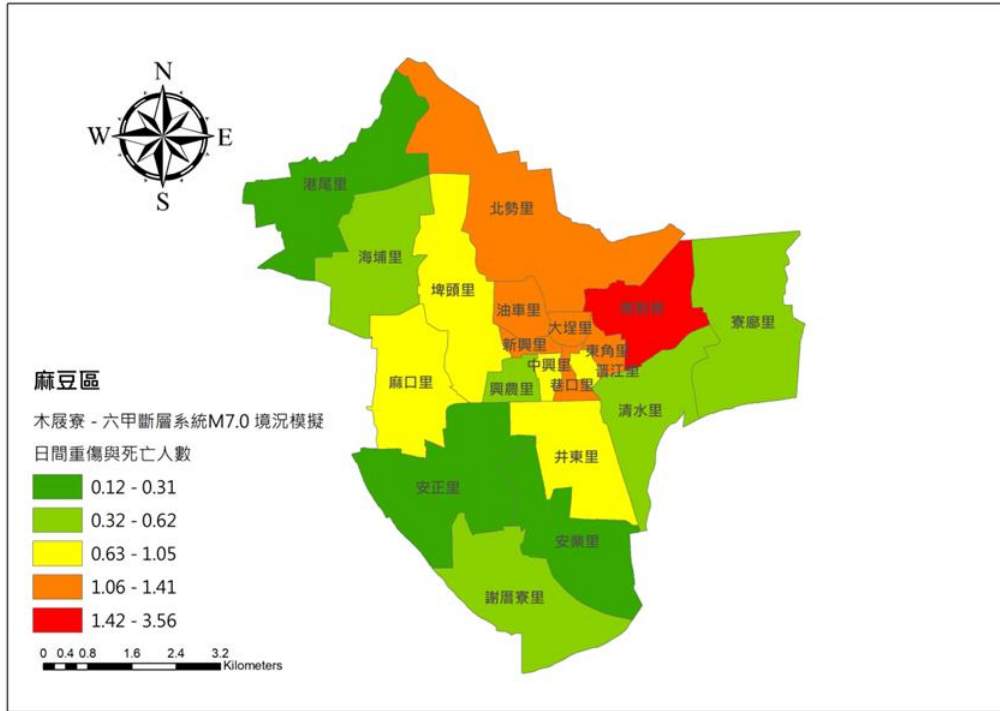 N
W E
S
港尾里
北勢里
海埔里
埤頭里
寮廍里
油車里
大埕里
新興里
東角里
中興里
晋江里
麻口里
興農里
巷口里
清水里
井東里
安正里
安業里
謝厝寮里
麻豆區
木屐寮 - 六甲斷層系統M7.0 境況模擬
日間重傷與死亡人數
0.12 - 0.31
0.32 - 0.62
0.63 - 1.05
1.06 - 1.41
1.42 - 3.56
0 0.4 0.8 1.6 2.4 3.2
Kilometers